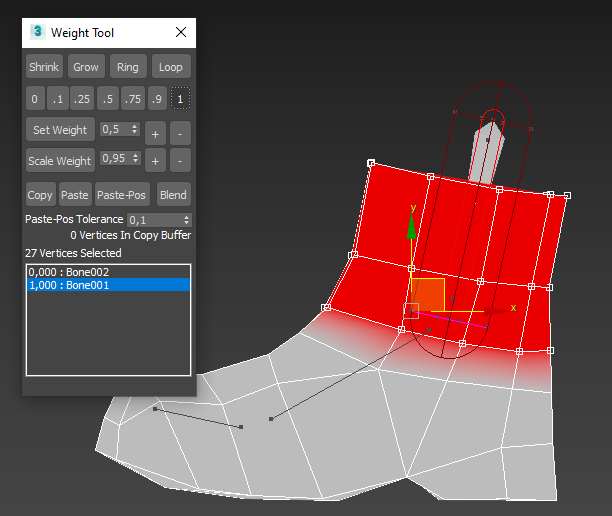 3 Weight Tool
Shrink Grow Ring Loop
0 .1 .25 .5 .75 .9 1
Set Weight 0,5 + -
Scale Weight 0,95 + -
Copy Paste Paste-Pos Blend
Paste-Pos Tolerance 0,1
0 Vertices In Copy Buffer
27 Vertices Selected
0,000 : Bone002
1,000 : Bone001
y
x